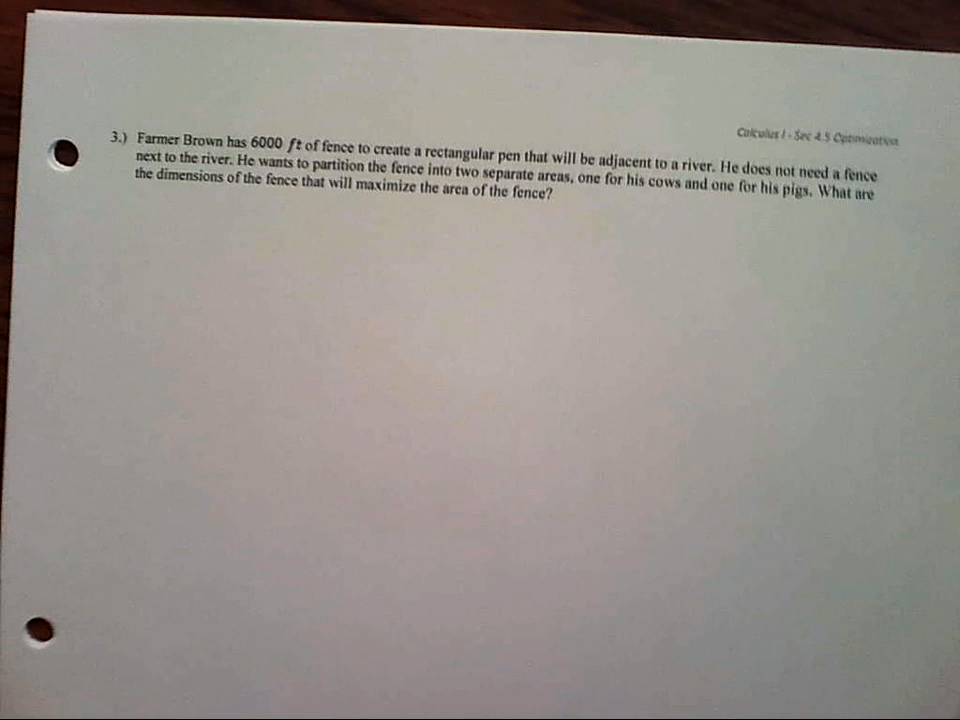 Calculus I - Sec 4.5 Optimization
3.) Farmer Brown has 6000 ft of fence to create a rectangular pen that will be adjacent to a river. He does not need a fence
next to the river. He wants to partition the fence into two separate areas, one for his cows and one for his pigs. What are
the dimensions of the fence that will maximize the area of the fence?